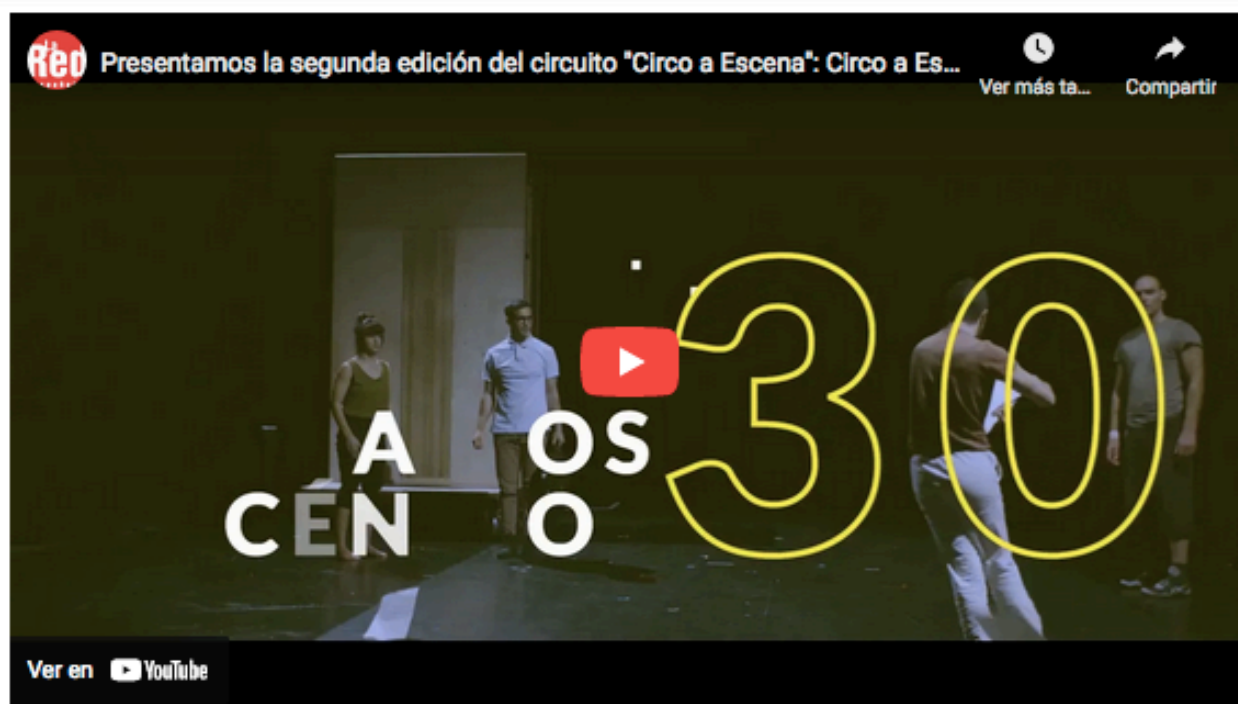 La Red
Presentamos la segunda edición del circuito "Circo a Escena": Circo a Es...
Ver más ta...
Compartir
A OS
CEN O
30
Ver en YouTube